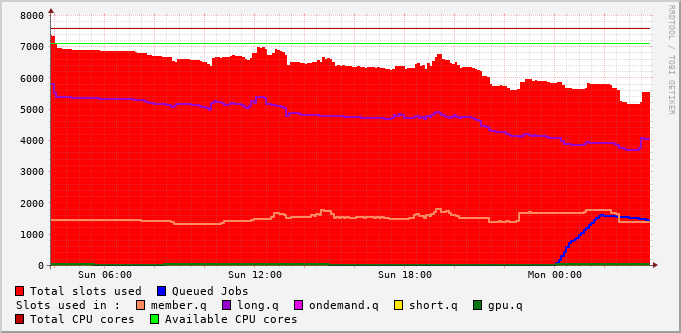 8000
7000
6000
5000
4000
3000
2000
1000
0
Sun 06:00 Sun 12:00 Sun 18:00 Mon 00:00
Total slots used Queued Jobs
Slots used in : member.q long.q ondemand.q short.q gpu.q
Total CPU cores Available CPU cores
RRDTOOL / TOBI OETIKER